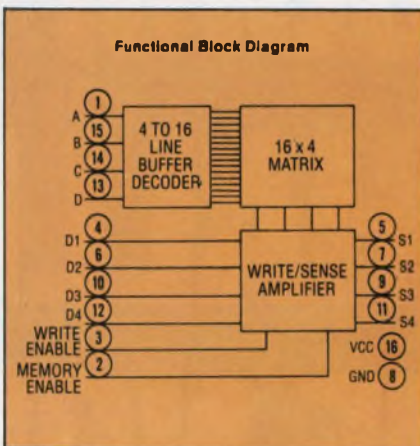 Functional Block Diagram
1
A
15
B
14
C
13
D
4 TO 16
LINE
BUFFER
DECODER
16 x 4
MATRIX
4
D1
6
D2
10
D3
12
D4
3
WRITE
ENABLE
2
MEMORY
ENABLE
WRITE/SENSE
AMPLIFIER
5
S1
7
S2
9
S3
11
S4
VCC 16
GND 8